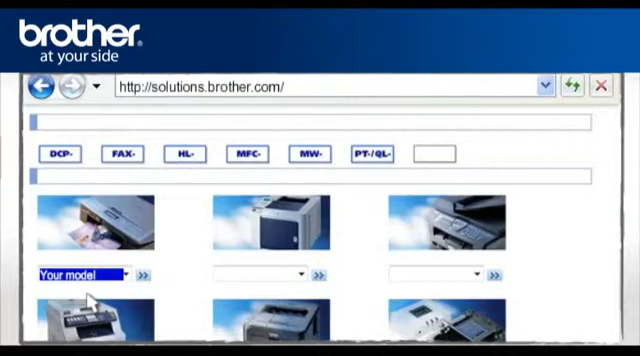 brother
at your side
http://solutions.brother.com/
DCP- FAX- HL- MFC- MW- PT-/QL-
Your model